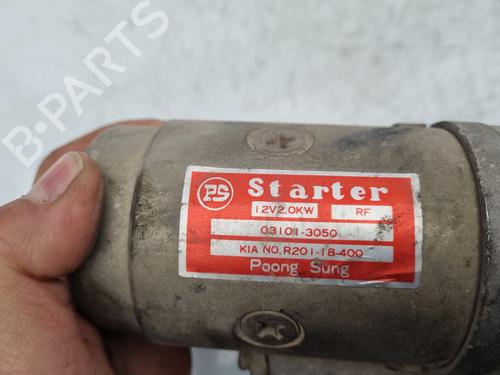 B-PARTS
PS Starter
12V2.0KW RF
03101-3050
KIA NO.R201-18-400
Poong Sung